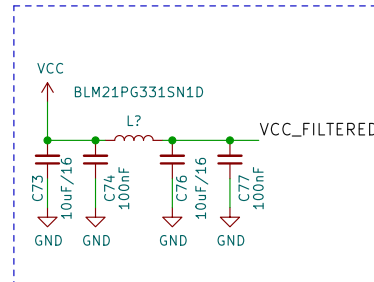 VCC
BLM21PG331SN1D
L?
VCC_FILTERED
C73
10uF/16
C74
100nF
C76
10uF/16
C77
100nF
GND
GND
GND
GND